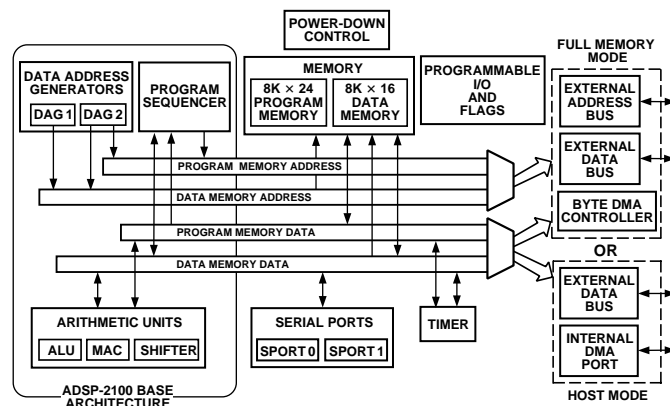 POWER-DOWN
CONTROL
FULL MEMORY
MODE
DATA ADDRESS
GENERATORS
DAG 1
DAG 2
PROGRAM
SEQUENCER
MEMORY
8K × 24
PROGRAM
MEMORY
8K × 16
DATA
MEMORY
PROGRAMMABLE
I/O
AND
FLAGS
EXTERNAL
ADDRESS
BUS
EXTERNAL
DATA
BUS
BYTE DMA
CONTROLLER
PROGRAM MEMORY ADDRESS
DATA MEMORY ADDRESS
PROGRAM MEMORY DATA
DATA MEMORY DATA
OR
EXTERNAL
DATA
BUS
INTERNAL
DMA
PORT
HOST MODE
ARITHMETIC UNITS
ALU
MAC
SHIFTER
SERIAL PORTS
SPORT 0
SPORT 1
TIMER
ADSP-2100 BASE
ARCHITECTURE